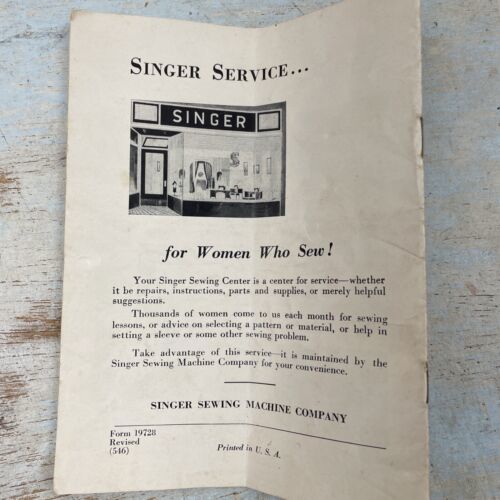 SINGER SERVICE...
SINGER
S
for Women Who Sew!
Your Singer Sewing Center is a center for service—whether
it be repairs, instructions, parts and supplies, or merely helpful
suggestions.
Thousands of women come to us each month for sewing
lessons, or advice on selecting a pattern or material, or help in
setting a sleeve or some other sewing problem.
Take advantage of this service—it is maintained by the
Singer Sewing Machine Company for your convenience.
SINGER SEWING MACHINE COMPANY
Form 19728
Revised
(546)
Printed in U. S. A.